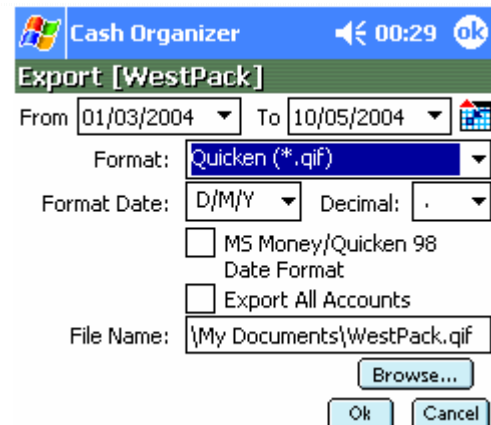 Cash Organizer 00:29 ok
Export [WestPack]
From 01/03/2004 To 10/05/2004
Format: Quicken (*.qif)
Format Date: D/M/Y Decimal: .
MS Money/Quicken 98
Date Format
Export All Accounts
File Name: \My Documents\WestPack.qif
Browse...
Ok Cancel